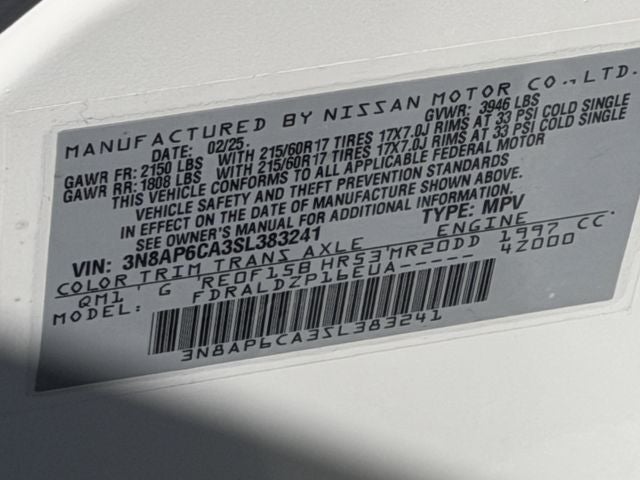 MANUFACTURED BY NISSAN MOTOR CO., LTD.
DATE: 02/25. GVWR: 3946 LBS
GAWR FR: 2150 LBS WITH 215/60R17 TIRES 17X7.0J RIMS AT 33 PSI COLD SINGLE
GAWR RR: 1808 LBS WITH 215/60R17 TIRES 17X7.0J RIMS AT 33 PSI COLD SINGLE
THIS VEHICLE CONFORMS TO ALL APPLICABLE FEDERAL MOTOR
VEHICLE SAFETY AND THEFT PREVENTION STANDARDS
IN EFFECT ON THE DATE OF MANUFACTURE SHOWN ABOVE.
SEE OWNER'S MANUAL FOR ADDITIONAL INFORMATION.
VIN: 3N8AP6CA3SL383241 TYPE: MPV
COLOR TRIM TRANS AXLE ENGINE
QM1 G RE0F15B HR53 MR20DD 1997 CC
MODEL: FDRALDZP16EUA----- 4Z000
3N8AP6CA3SL383241